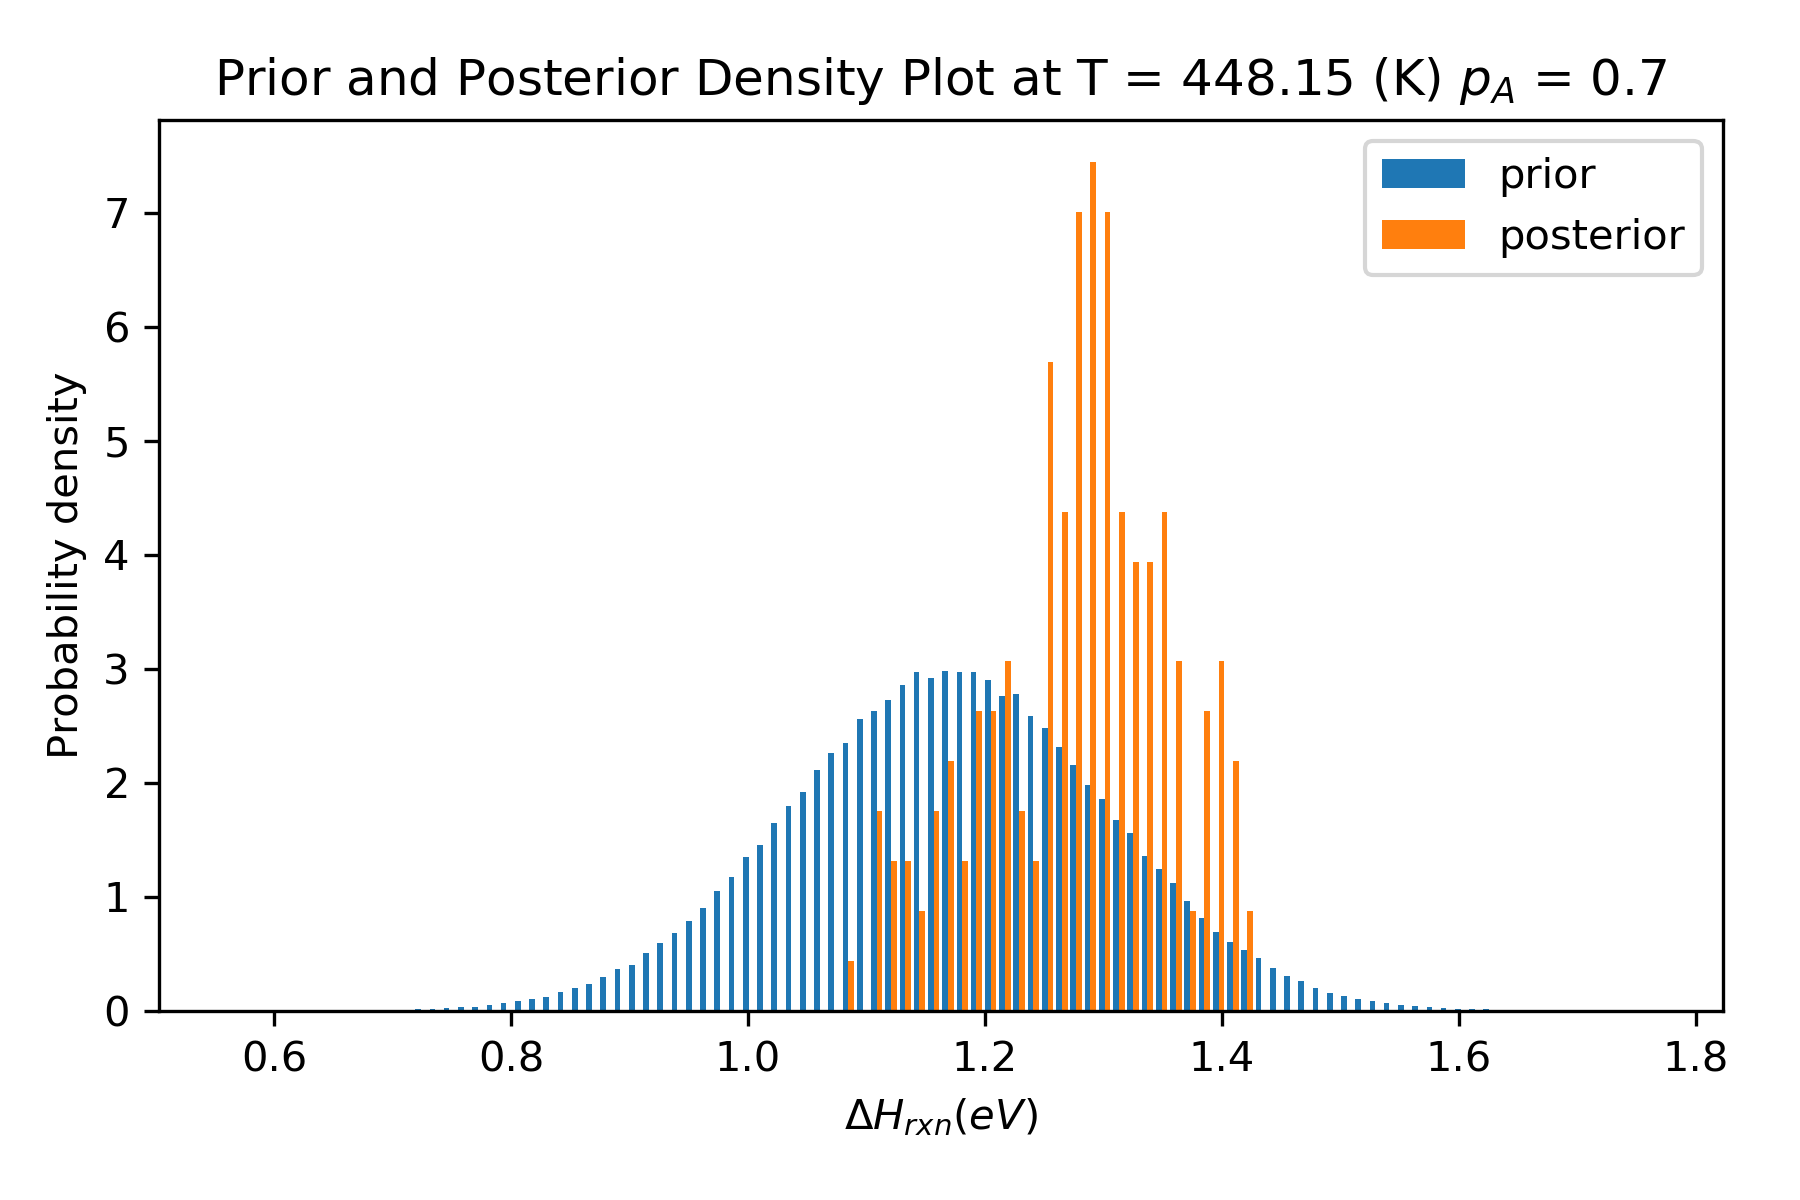 Prior and Posterior Density Plot at T = 448.15 (K) p_A = 0.7
prior
posterior
Probability density
7
6
5
4
3
2
1
0
0.6 0.8 1.0 1.2 1.4 1.6 1.8
ΔH_rxn(eV)